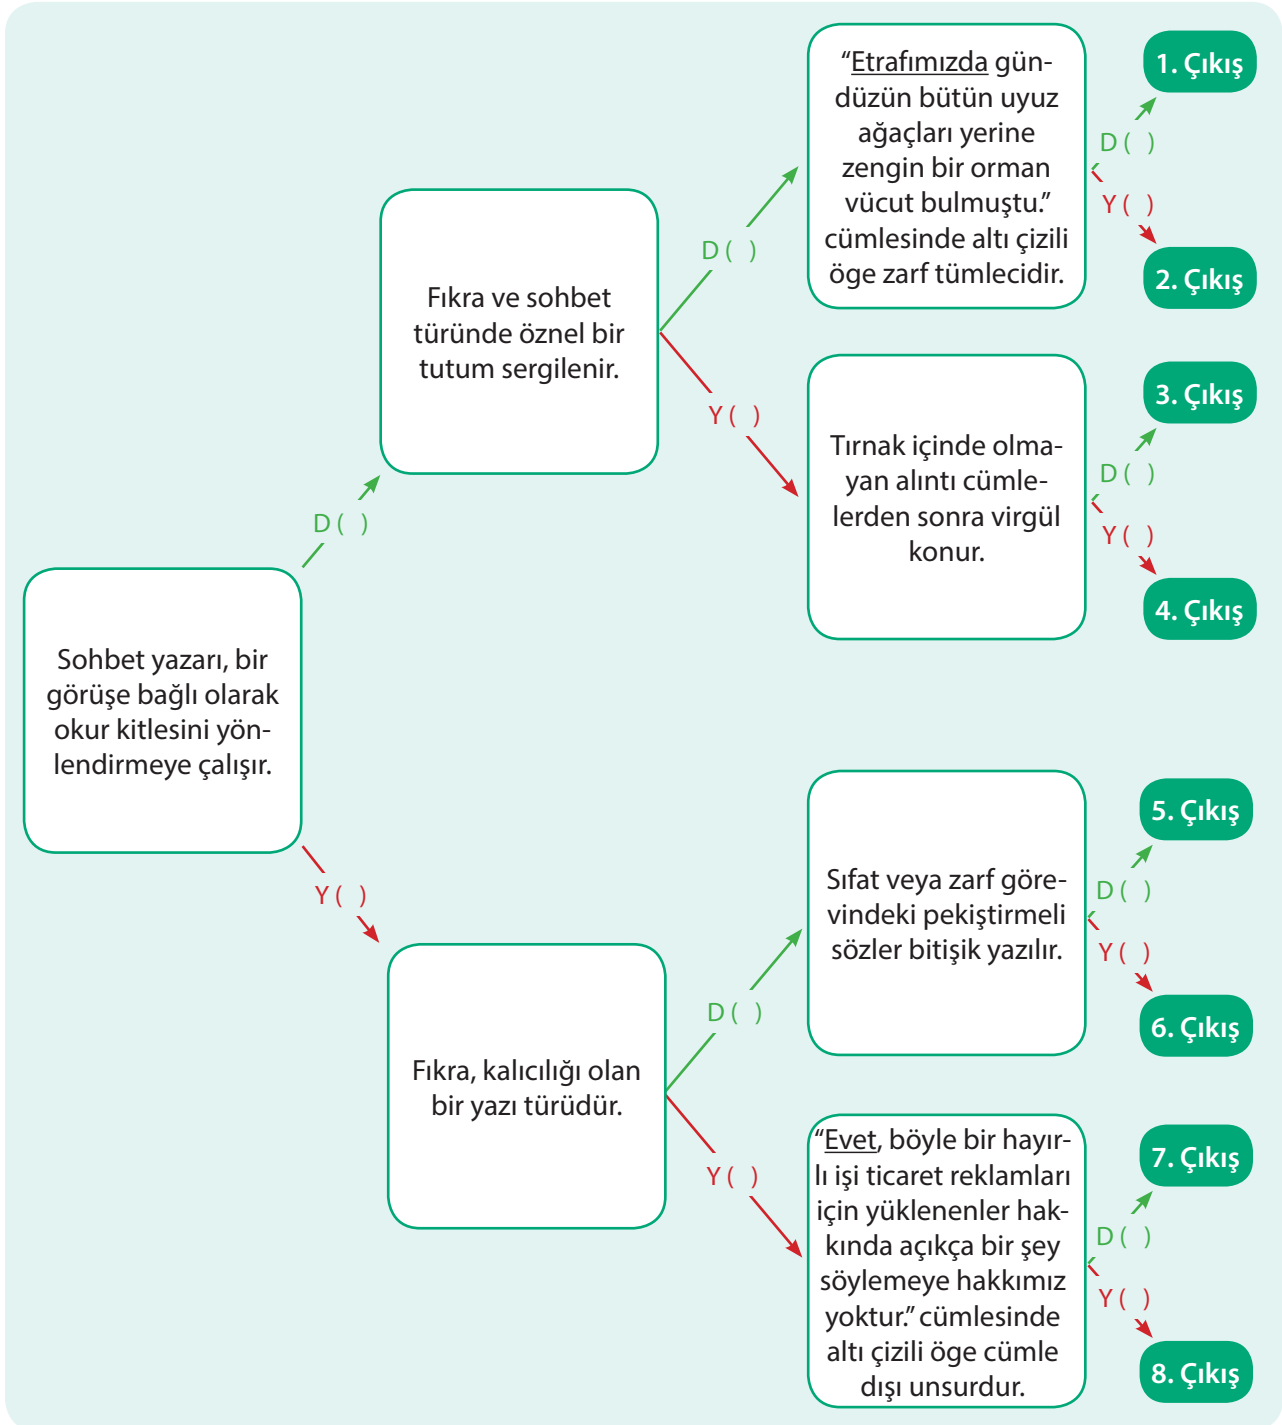 Sohbet yazarı, bir
görüşe bağlı olarak
okur kitlesini yön-
lendirmeye çalışır.
D ( )
Y ( )
Fıkra ve sohbet
türünde öznel bir
tutum sergilenir.
D ( )
Y ( )
“Etrafımızda gün-
düzün bütün uyuz
ağaçları yerine
zengin bir orman
vücut bulmuştu.”
cümlesinde altı çizili
öge zarf tümlecidir.
D ( )
Y ( )
1. Çıkış
2. Çıkış
Tırnak içinde olma-
yan alıntı cümle-
lerden sonra virgül
konur.
D ( )
Y ( )
3. Çıkış
4. Çıkış
Fıkra, kalıcılığı olan
bir yazı türüdür.
D ( )
Y ( )
Sıfat veya zarf göre-
vindeki pekiştirmeli
sözler bitişik yazılır.
D ( )
Y ( )
5. Çıkış
6. Çıkış
“Evet, böyle bir hayır-
lı işi ticaret reklamları
için yüklenenler hak-
kında açıkça bir şey
söylemeye hakkımız
yoktur.” cümlesinde
altı çizili öge cümle
dışı unsurdur.
D ( )
Y ( )
7. Çıkış
8. Çıkış